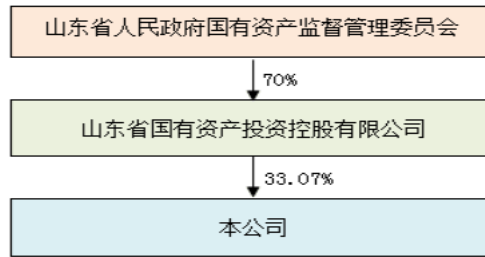 山东省人民政府国有资产监督管理委员会
70%
山东省国有资产投资控股有限公司
33.07%
本公司